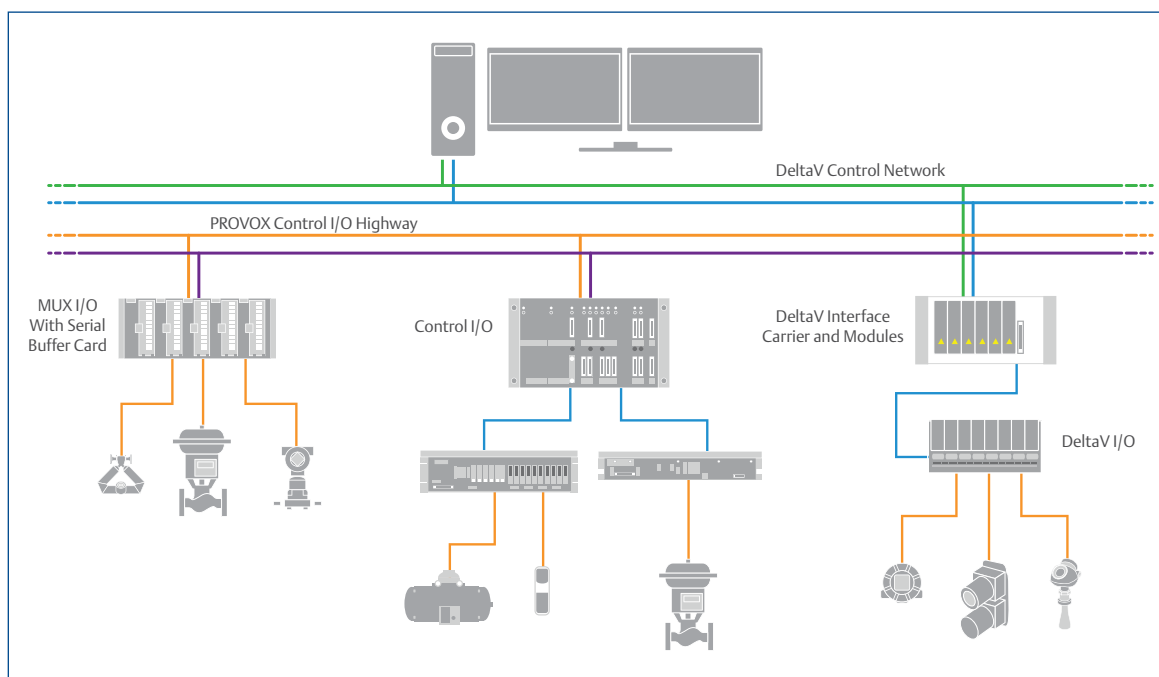 DeltaV Control Network
PROVOX Control I/O Highway
MUX I/O
With Serial
Buffer Card
Control I/O
DeltaV Interface
Carrier and Modules
DeltaV I/O